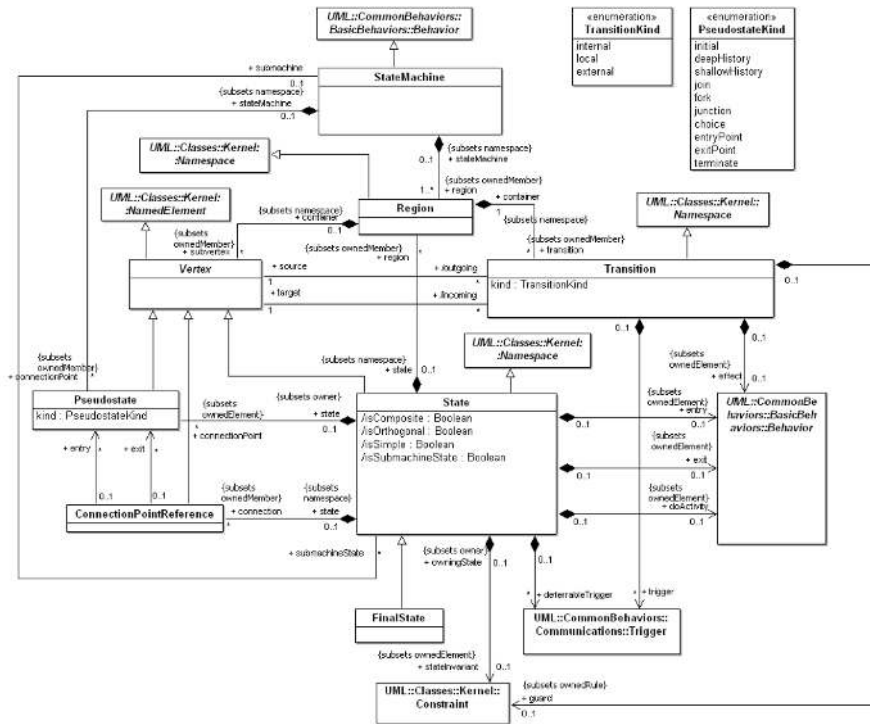 UML::CommonBehaviors::
BasicBehaviors::Behavior
«enumeration»
TransitionKind
internal
local
external
«enumeration»
PseudostateKind
initial
deepHistory
shallowHistory
join
fork
junction
choice
entryPoint
exitPoint
terminate
+ submachine
0..1
StateMachine
{subsets namespace}
+ stateMachine
0..1
{subsets namespace}
0..1
+ stateMachine
UML::Classes::Kernel:
:Namespace
{subsets ownedMember}
1..*
+ region
UML::Classes::Kernel:
:NamedElement
Region
+ container
1
{subsets namespace}
UML::Classes::Kernel:
:Namespace
{subsets namespace}
+ container
0..1
{subsets
ownedMember}
* + subvertex
{subsets ownedMember}
*
+ region
{subsets ownedMember}
* + transition
Vertex
+ source
1
+ /outgoing
*
+ target
1
+ /incoming
*
Transition
kind : TransitionKind
0..1
0..1
0..1
UML::Classes::Kernel:
:Namespace
{subsets
ownedElement}
+ effect
0..1
{subsets namespace}
+ state
0..1
{subsets
ownedMember}
+ connectionPoint
*
Pseudostate
kind : PseudostateKind
{subsets
ownedElement}
*
+ connectionPoint
{subsets owner}
+ state
0..1
State
/isComposite : Boolean
/isOrthogonal : Boolean
/isSimple : Boolean
/isSubmachineState : Boolean
{subsets
ownedElement}
+ entry
0..1
0..1
{subsets
ownedElement}
+ exit
0..1
0..1
{subsets
ownedElement}
+ doActivity
0..1
0..1
UML::CommonBe
haviors::BasicBeh
aviors::Behavior
+ entry
*
+ exit
*
0..1
0..1
ConnectionPointReference
{subsets
ownedMember}
+ connection
*
{subsets
namespace}
+ state
0..1
+ submachineState
*
{subsets owner}
+ owningState
0..1
0..1
FinalState
* + deferrableTrigger
* + trigger
UML::CommonBehaviors::
Communications::Trigger
{subsets ownedElement}
+ stateInvariant
0..1
UML::Classes::Kernel::
Constraint
{subsets ownedRule}
+ guard
0..1